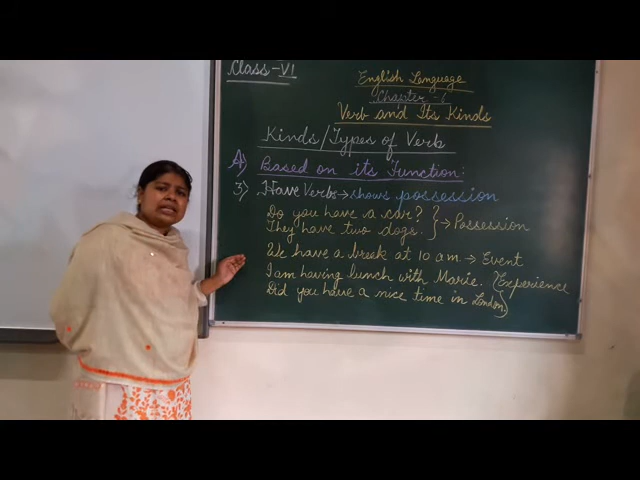 Class-VI
English Language
Chapter-6
Verb and Its Kinds
Kinds/Types of Verb
A) Based on its Function:
3) Have Verbs→shows possession
Do you have a car?
They have two dogs. } → Possession
We have a break at 10 am → Event
I am having lunch with Marie. } Experience
Did you have a nice time in London